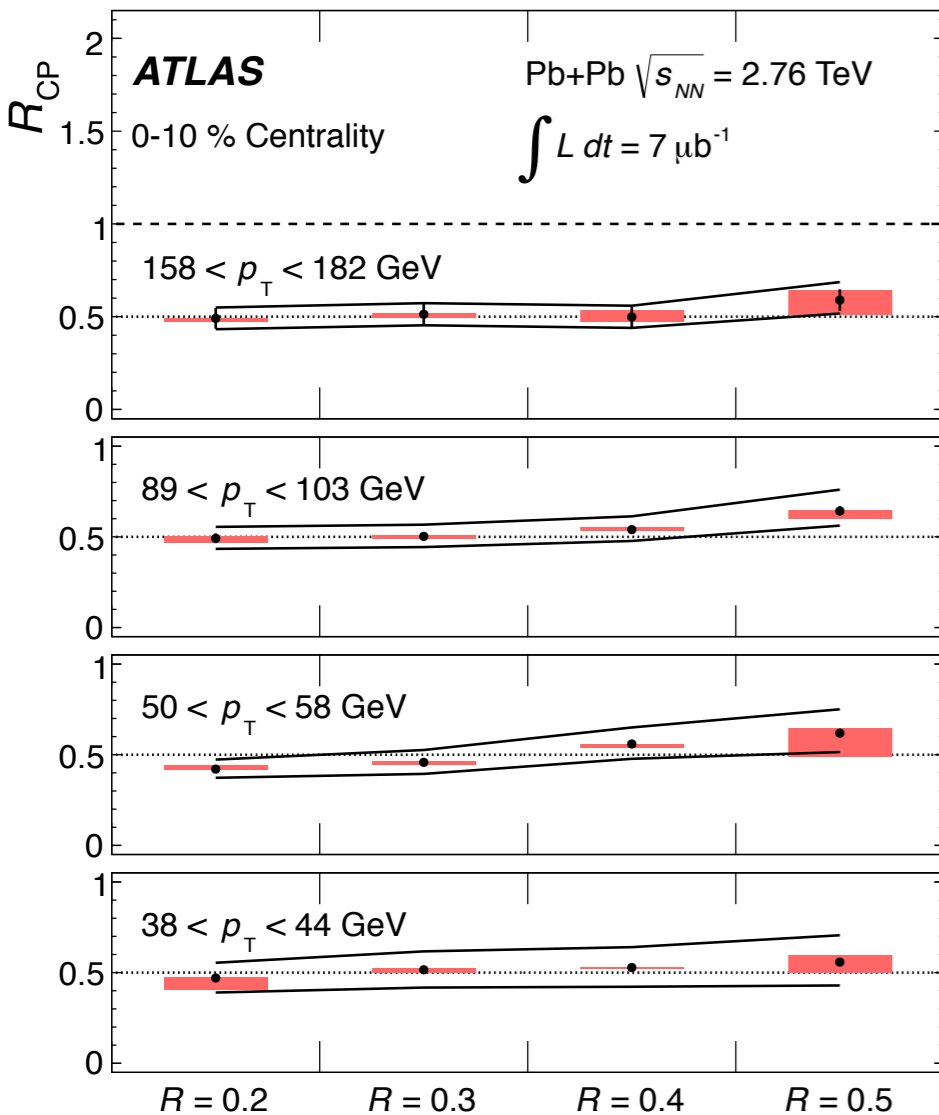 R_CP
2
1.5
1
0.5
0
ATLAS
Pb+Pb √s_NN = 2.76 TeV
0-10 % Centrality
∫ L dt = 7 μb^-1
158 < p_T < 182 GeV
1
0.5
0
89 < p_T < 103 GeV
1
0.5
0
50 < p_T < 58 GeV
1
0.5
0
38 < p_T < 44 GeV
R = 0.2 R = 0.3 R = 0.4 R = 0.5